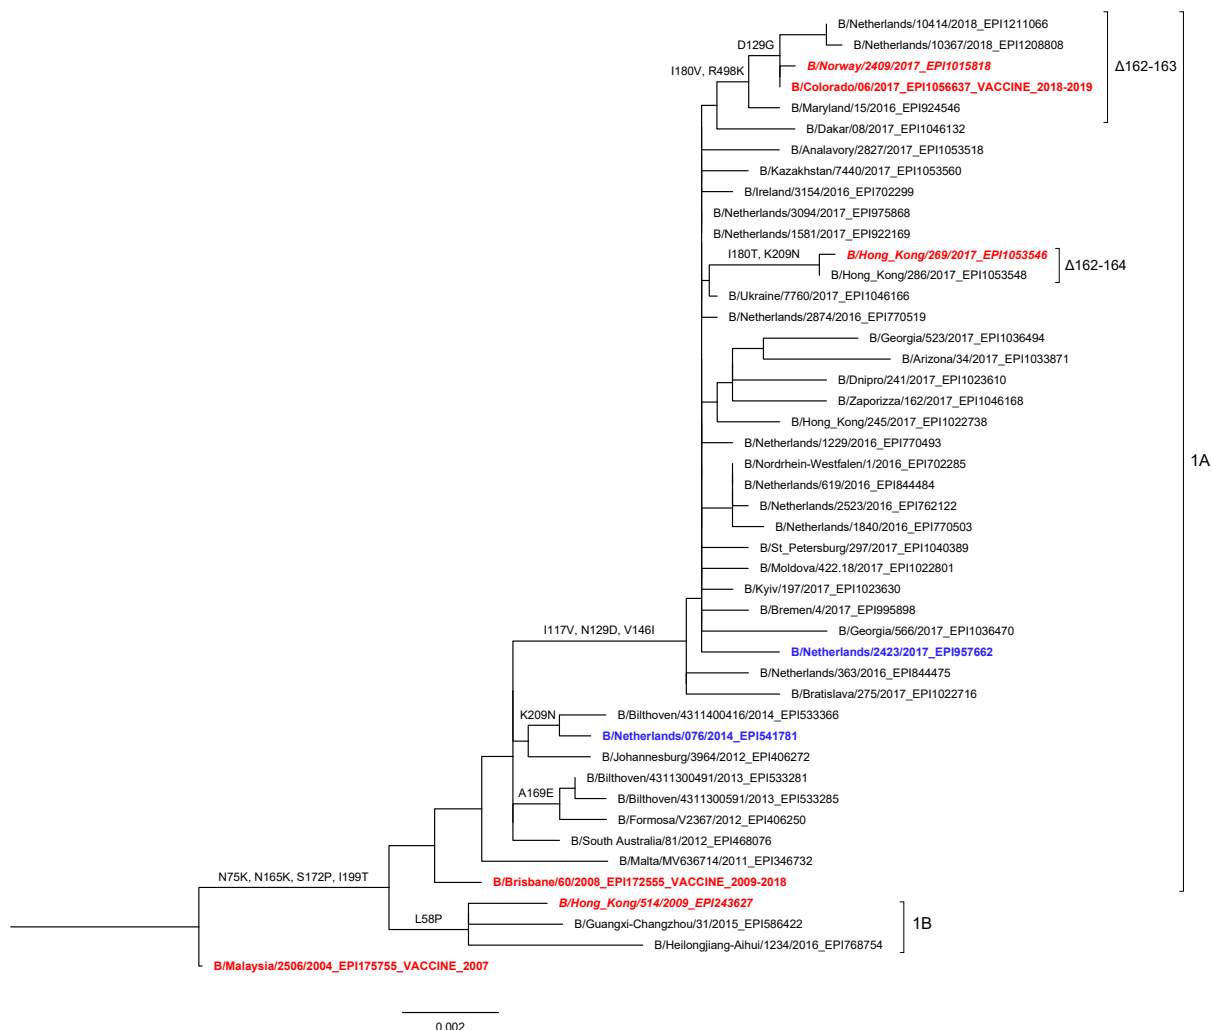 B/Netherlands/10414/2018_EPI1211066
D129G
B/Netherlands/10367/2018_EPI1208808
I180V, R498K
B/Norway/2409/2017_EPI1015818
Δ162-163
B/Colorado/06/2017_EPI1056637_VACCINE_2018-2019
B/Maryland/15/2016_EPI924546
B/Dakar/08/2017_EPI1046132
B/Analavory/2827/2017_EPI1053518
B/Kazakhstan/7440/2017_EPI1053560
B/Ireland/3154/2016_EPI702299
B/Netherlands/3094/2017_EPI975868
B/Netherlands/1581/2017_EPI922169
I180T, K209N
B/Hong_Kong/269/2017_EPI1053546
Δ162-164
B/Hong_Kong/286/2017_EPI1053548
B/Ukraine/7760/2017_EPI1046166
B/Netherlands/2874/2016_EPI770519
B/Georgia/523/2017_EPI1036494
B/Arizona/34/2017_EPI1033871
B/Dnipro/241/2017_EPI1023610
B/Zaporizza/162/2017_EPI1046168
B/Hong_Kong/245/2017_EPI1022738
B/Netherlands/1229/2016_EPI770493
1A
B/Nordrhein-Westfalen/1/2016_EPI702285
B/Netherlands/619/2016_EPI844484
B/Netherlands/2523/2016_EPI762122
B/Netherlands/1840/2016_EPI770503
B/St_Petersburg/297/2017_EPI1040389
B/Moldova/422.18/2017_EPI1022801
B/Kyiv/197/2017_EPI1023630
B/Bremen/4/2017_EPI995898
I117V, N129D, V146I
B/Georgia/566/2017_EPI1036470
B/Netherlands/2423/2017_EPI957662
B/Netherlands/363/2016_EPI844475
B/Bratislava/275/2017_EPI1022716
K209N
B/Bilthoven/4311400416/2014_EPI533366
B/Netherlands/076/2014_EPI541781
B/Johannesburg/3964/2012_EPI406272
B/Bilthoven/4311300491/2013_EPI533281
A169E
B/Bilthoven/4311300591/2013_EPI533285
B/Formosa/V2367/2012_EPI406250
B/South Australia/81/2012_EPI468076
B/Malta/MV636714/2011_EPI346732
N75K, N165K, S172P, I199T
B/Brisbane/60/2008_EPI172555_VACCINE_2009-2018
B/Hong_Kong/514/2009_EPI243627
L58P
B/Guangxi-Changzhou/31/2015_EPI586422
1B
B/Heilongjiang-Aihui/1234/2016_EPI768754
B/Malaysia/2506/2004_EPI175755_VACCINE_2007
0.002